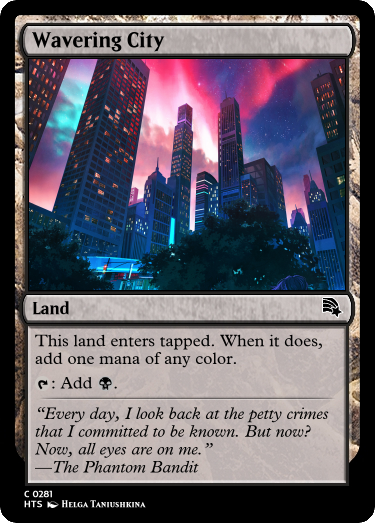 Wavering City
Land
This land enters tapped. When it does,
add one mana of any color.
: Add .
“Every day, I look back at the petty crimes
that I committed to be known. But now?
Now, all eyes are on me.”
—The Phantom Bandit
C 0281
HTS Helga Taniushkina